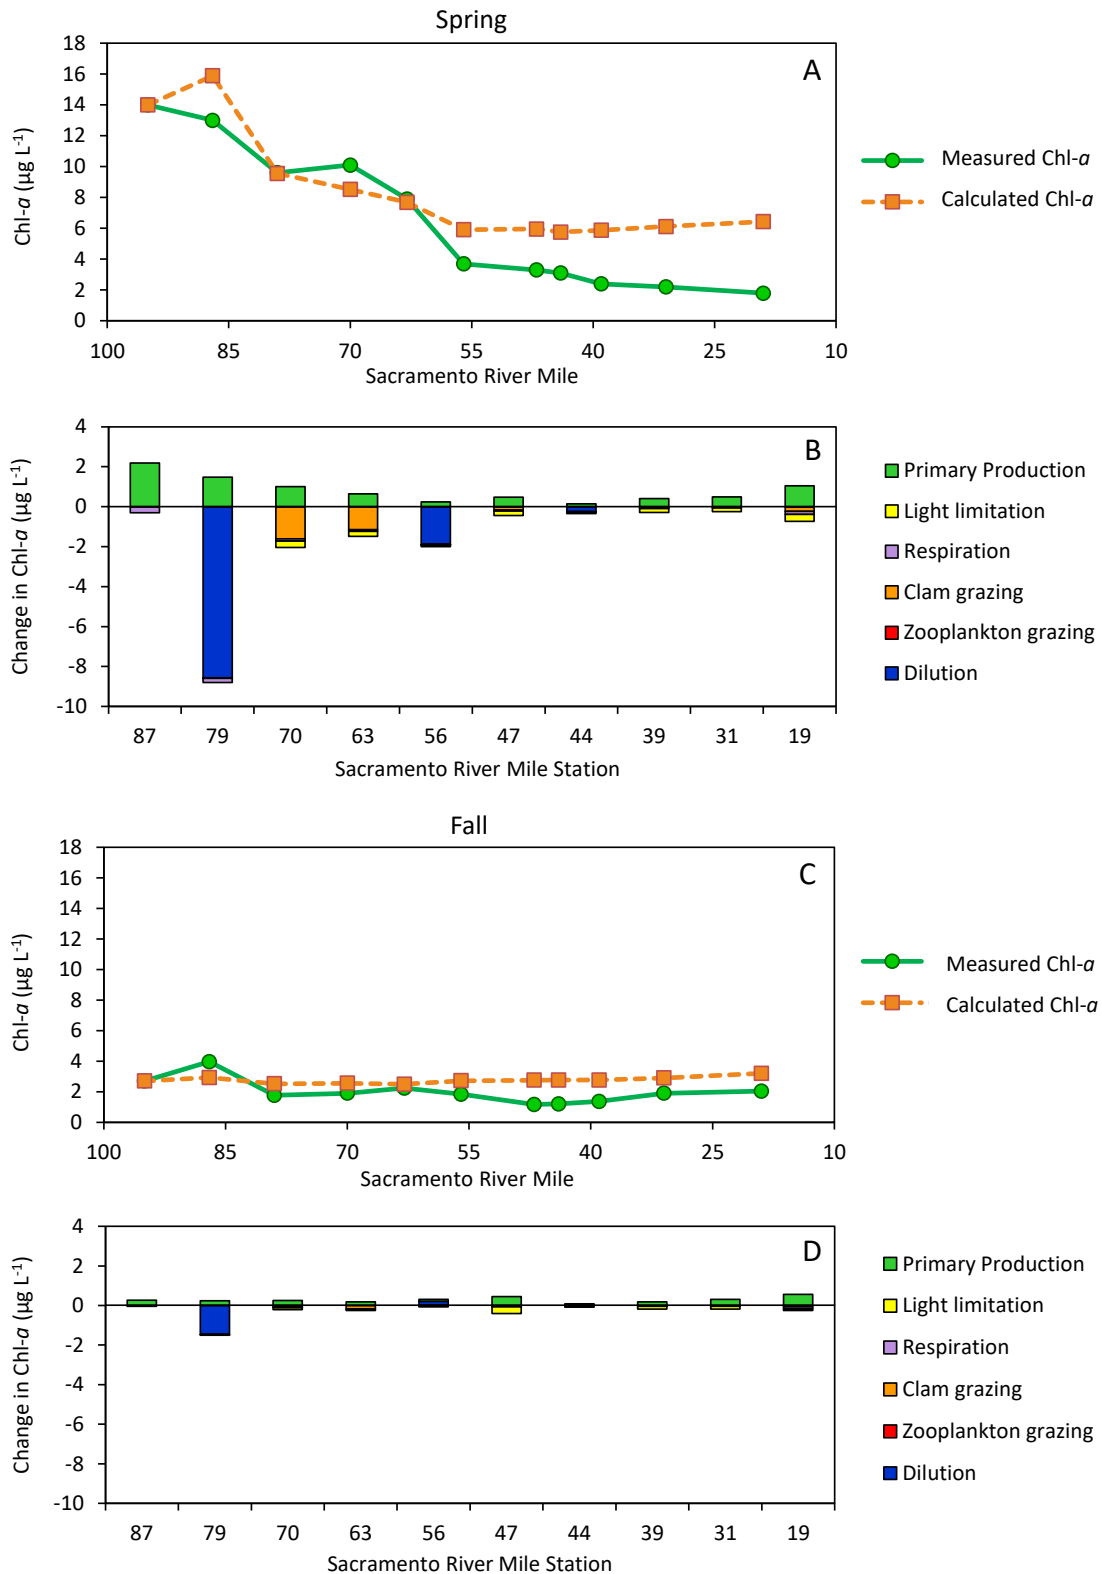 Spring
A
18
16
14
12
10
8
6
4
2
0
Chl-a (µg L-1)
100 85 70 55 40 25 10
Sacramento River Mile
Measured Chl-a
Calculated Chl-a
B
4
2
0
-2
-4
-6
-8
-10
Change in Chl-a (µg L-1)
87 79 70 63 56 47 44 39 31 19
Sacramento River Mile Station
Primary Production
Light limitation
Respiration
Clam grazing
Zooplankton grazing
Dilution
Fall
C
18
16
14
12
10
8
6
4
2
0
Chl-a (µg L-1)
100 85 70 55 40 25 10
Sacramento River Mile
Measured Chl-a
Calculated Chl-a
D
4
2
0
-2
-4
-6
-8
-10
Change in Chl-a (µg L-1)
87 79 70 63 56 47 44 39 31 19
Sacramento River Mile Station
Primary Production
Light limitation
Respiration
Clam grazing
Zooplankton grazing
Dilution